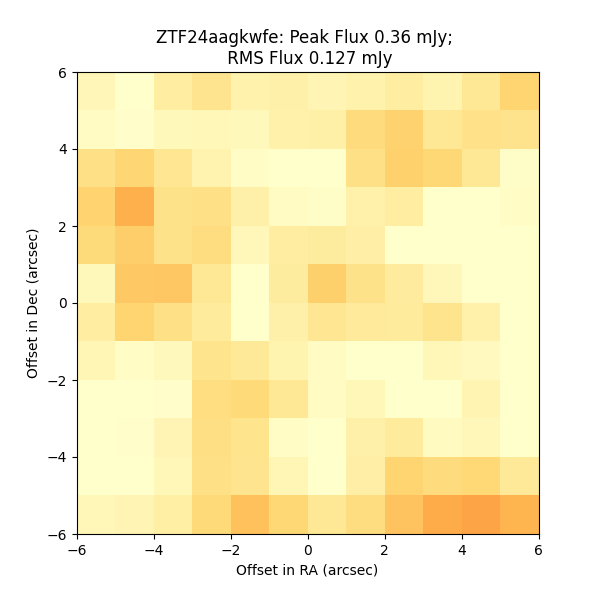 ZTF24aagkwfe: Peak Flux 0.36 mJy;
RMS Flux 0.127 mJy
6
4
2
0
−2
−4
−6
Offset in Dec (arcsec)
−6 −4 −2 0 2 4 6
Offset in RA (arcsec)